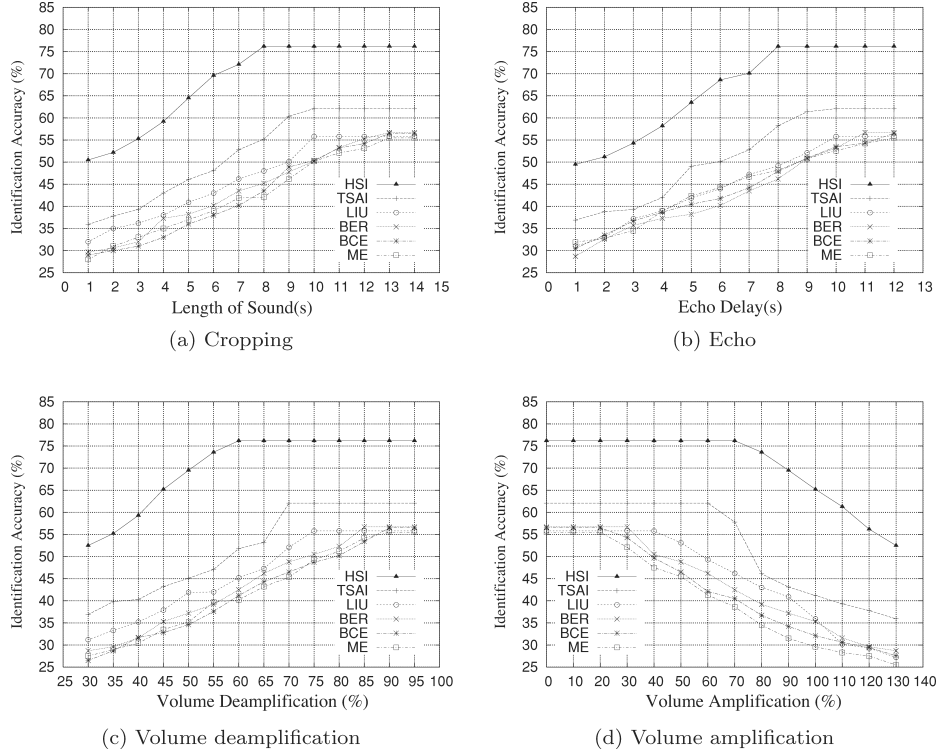 85
80
75
70
65
60
55
50
45
40
35
30
25
Identification Accuracy (%)
HSI
TSAI
LIU
BER
BCE
ME
0 1 2 3 4 5 6 7 8 9 10 11 12 13 14 15
Length of Sound(s)
(a) Cropping
85
80
75
70
65
60
55
50
45
40
35
30
25
Identification Accuracy (%)
HSI
TSAI
LIU
BER
BCE
ME
0 1 2 3 4 5 6 7 8 9 10 11 12 13
Echo Delay(s)
(b) Echo
85
80
75
70
65
60
55
50
45
40
35
30
25
Identification Accuracy (%)
HSI
TSAI
LIU
BER
BCE
ME
25 30 35 40 45 50 55 60 65 70 75 80 85 90 95 100
Volume Deamplification (%)
(c) Volume deamplification
85
80
75
70
65
60
55
50
45
40
35
30
25
Identification Accuracy (%)
HSI
TSAI
LIU
BER
BCE
ME
0 10 20 30 40 50 60 70 80 90 100 110 120 130 140
Volume Amplification (%)
(d) Volume amplification